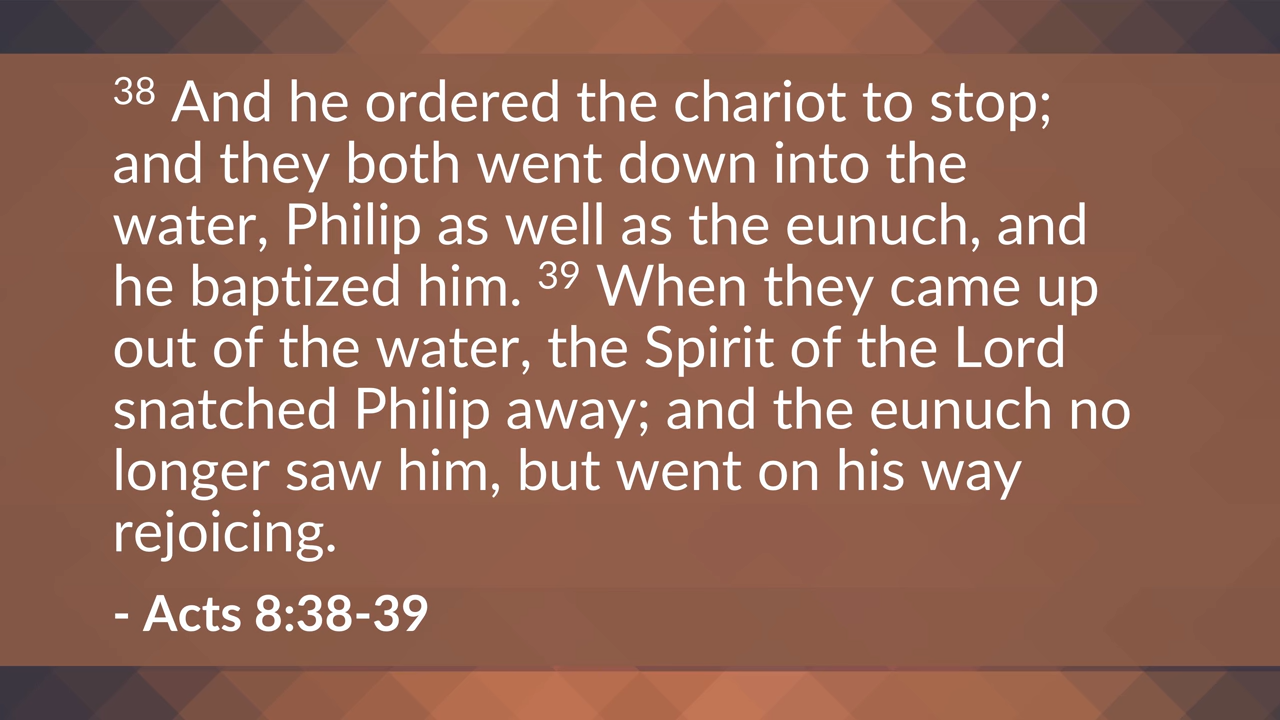 38 And he ordered the chariot to stop;
and they both went down into the
water, Philip as well as the eunuch, and
he baptized him. 39 When they came up
out of the water, the Spirit of the Lord
snatched Philip away; and the eunuch no
longer saw him, but went on his way
rejoicing.
- Acts 8:38-39